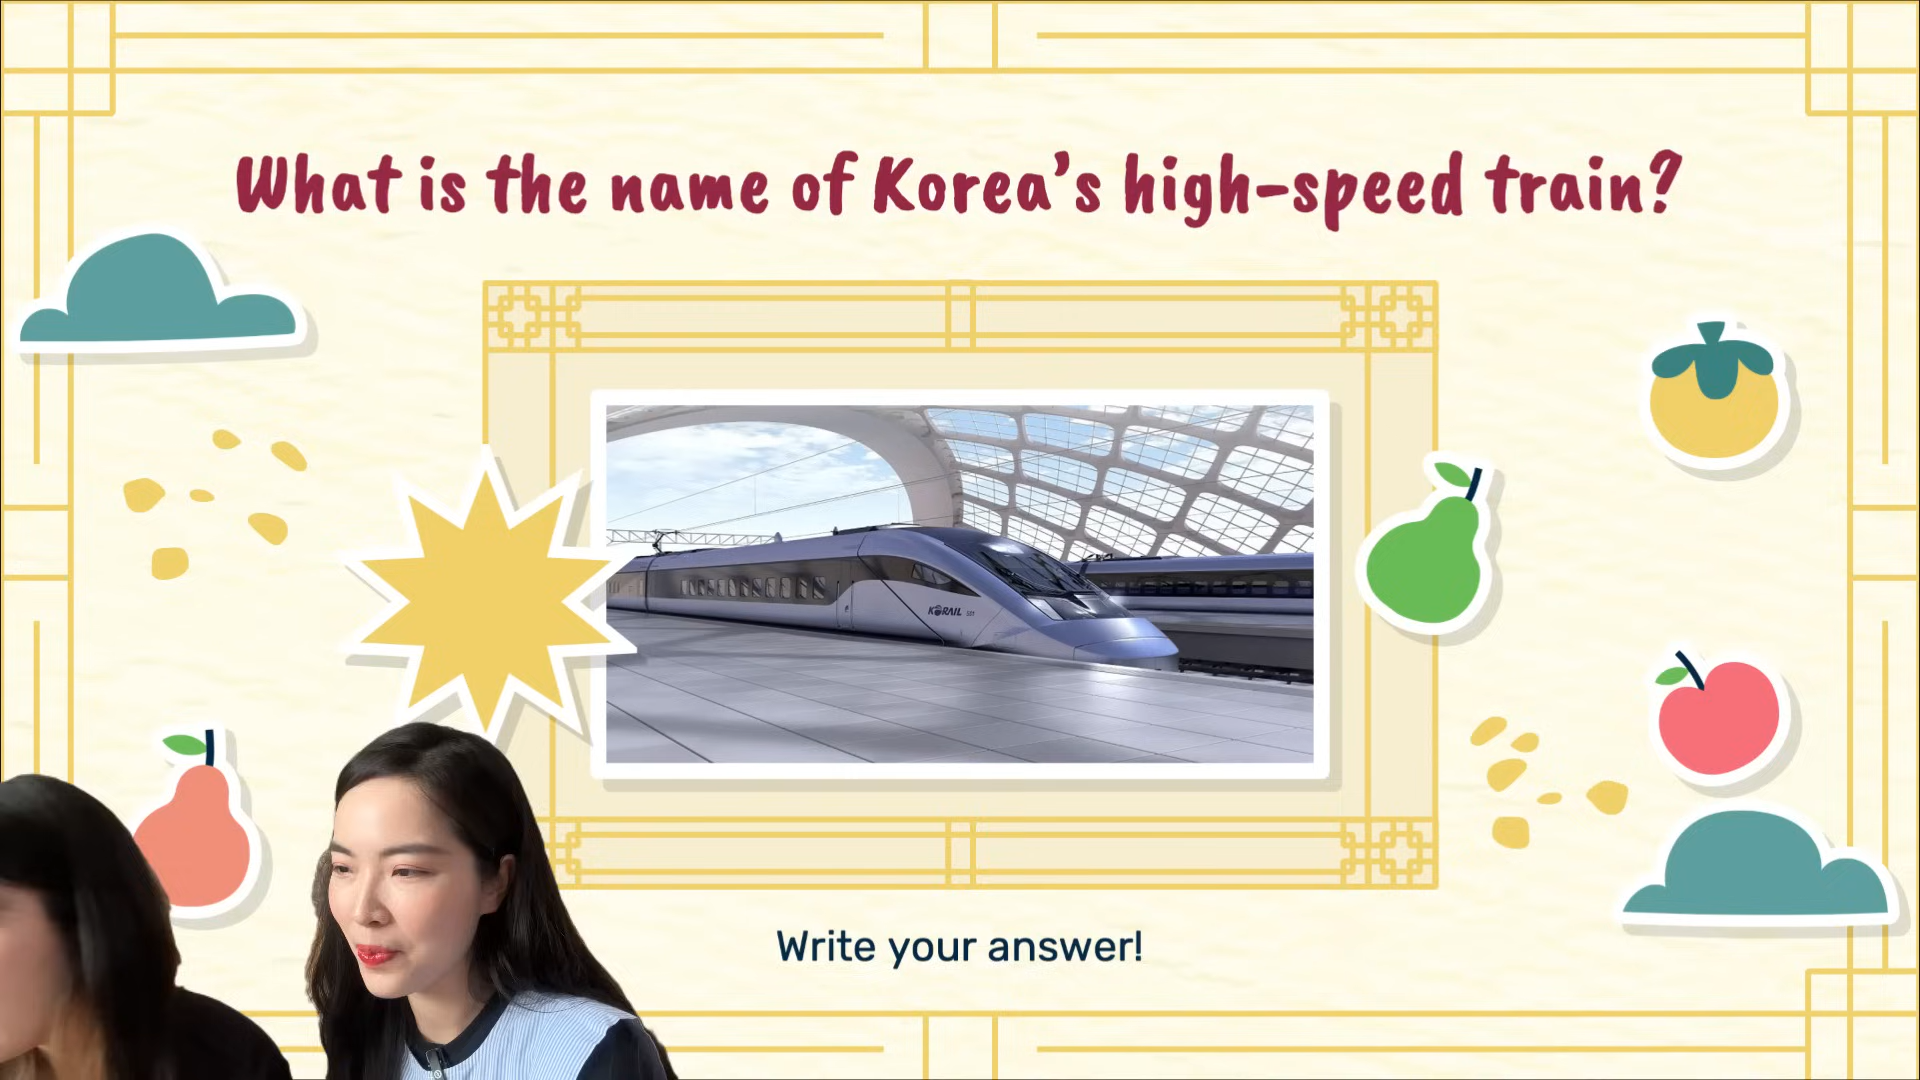 What is the name of Korea's high-speed train?
KORAIL
Write your answer!